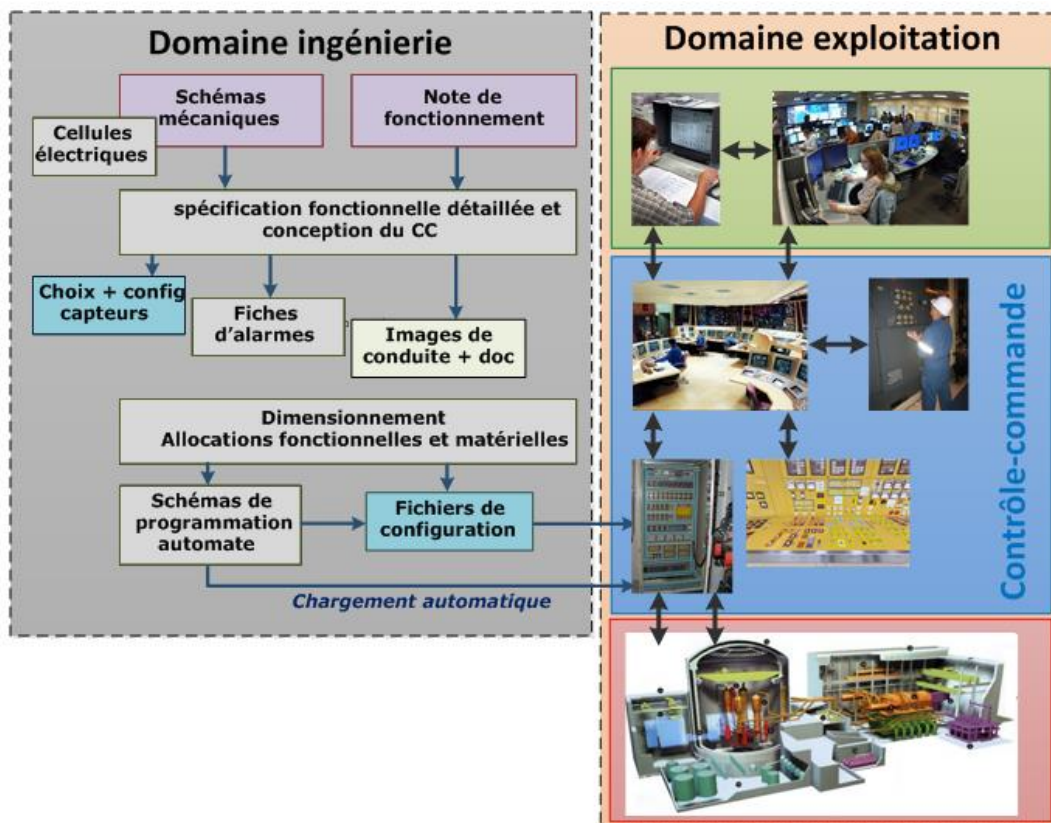 Domaine ingénierie
Schémas
mécaniques
Note de
fonctionnement
Cellules
électriques
spécification fonctionnelle détaillée et
conception du CC
Choix + config
capteurs
Fiches
d'alarmes
Images de
conduite + doc
Dimensionnement
Allocations fonctionnelles et matérielles
Schémas de
programmation
automate
Fichiers de
configuration
Chargement automatique
Domaine exploitation
Contrôle-commande